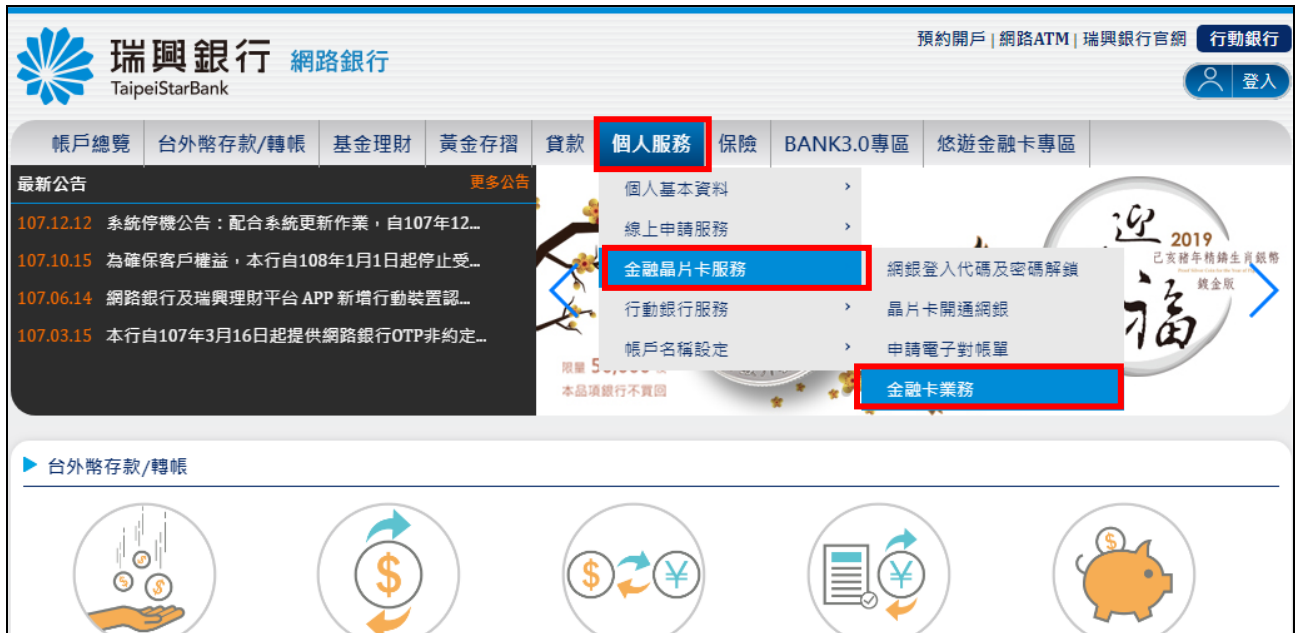 預約開戶 | 網路ATM | 瑞興銀行官網 行動銀行
瑞興銀行 網路銀行
TaipeiStarBank
登入
帳戶總覽 台外幣存款/轉帳 基金理財 黃金存摺 貸款 個人服務 保險 BANK3.0專區 悠遊金融卡專區
最新公告 更多公告
107.12.12 系統停機公告：配合系統更新作業，自107年12...
107.10.15 為確保客戶權益，本行自108年1月1日起停止受...
107.06.14 網路銀行及瑞興理財平台 APP 新增行動裝置認...
107.03.15 本行自107年3月16日起提供網路銀行OTP非約定...
個人基本資料
線上申請服務
金融晶片卡服務
行動銀行服務
帳戶名稱設定
網銀登入代碼及密碼解鎖
晶片卡開通網銀
申請電子對帳單
金融卡業務
迎
2019
己亥豬年精鑄生肖銀幣
鍍金版
福
限量
本品項銀行不買回
台外幣存款/轉帳